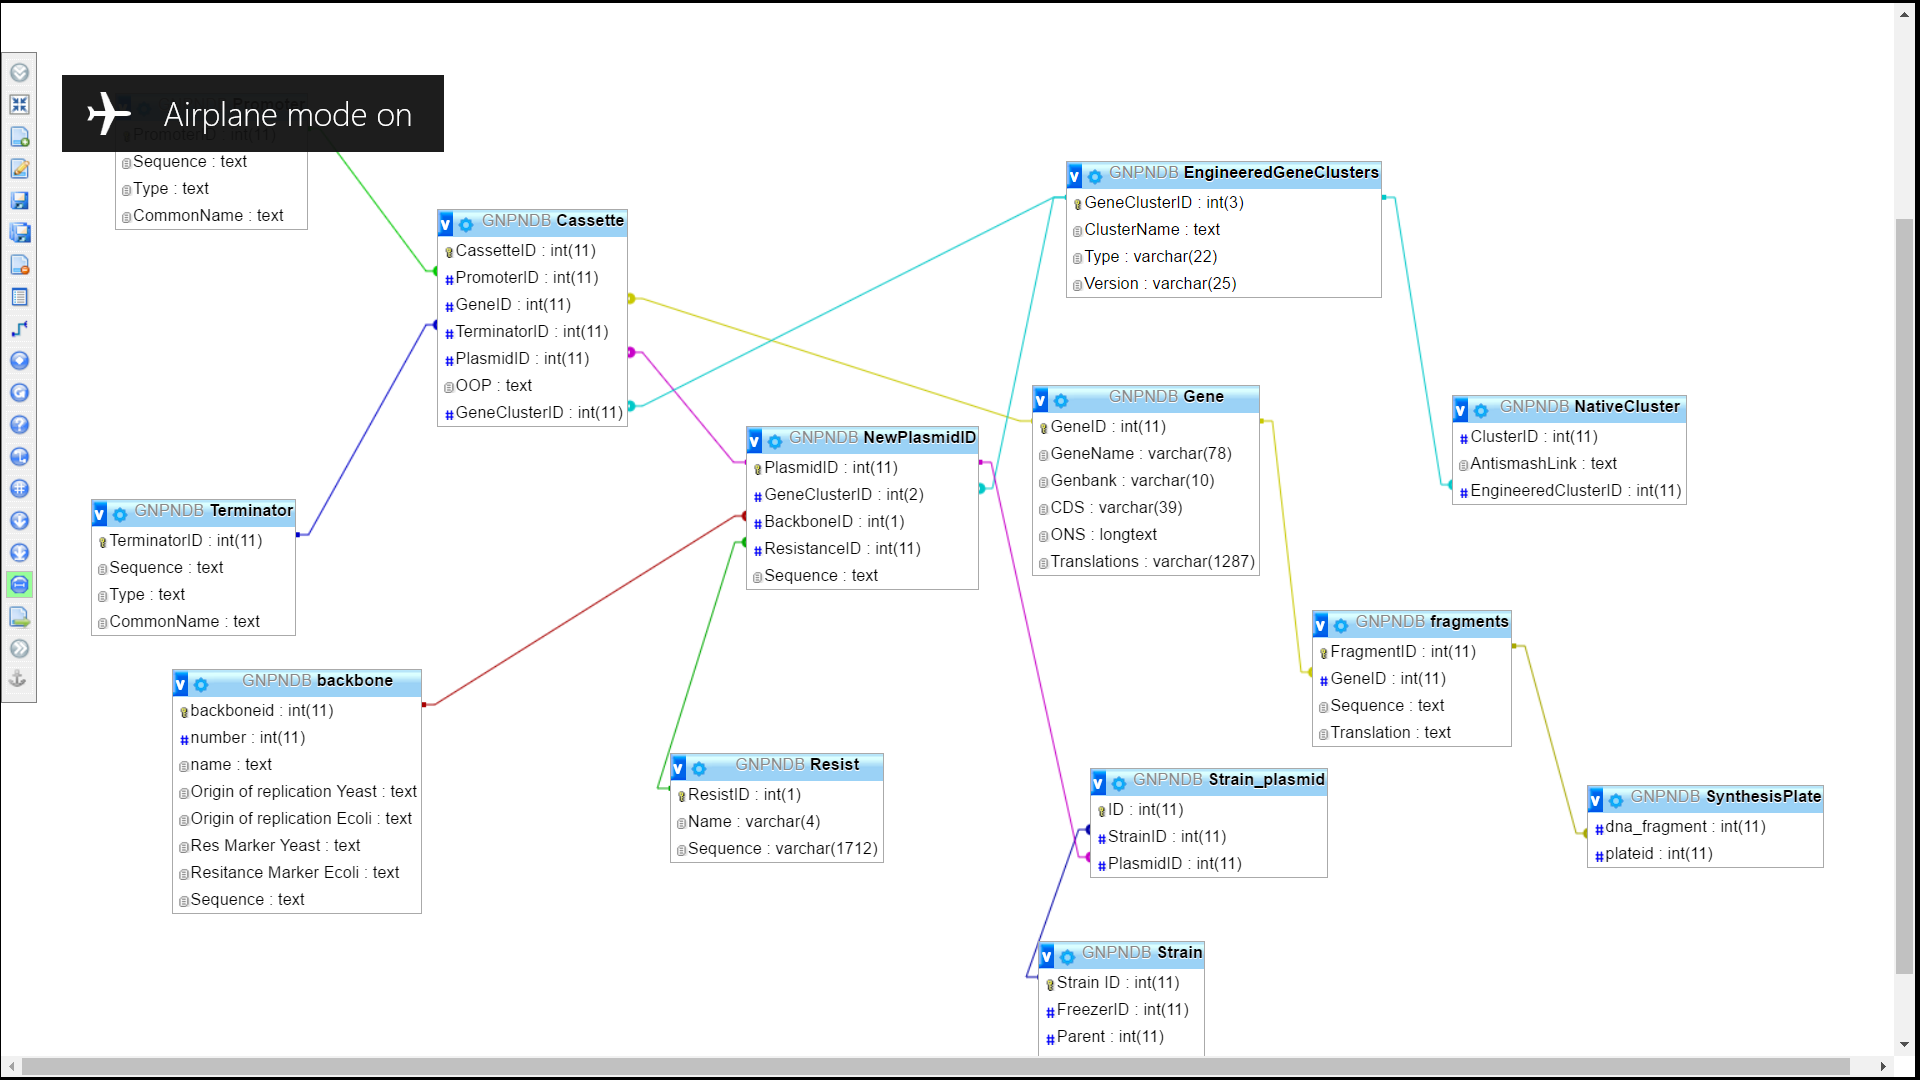 Airplane mode on
Promoter
PromoterID : int(11)
Sequence : text
Type : text
CommonName : text
GNPNDB Cassette
CassetteID : int(11)
PromoterID : int(11)
GeneID : int(11)
TerminatorID : int(11)
PlasmidID : int(11)
OOP : text
GeneClusterID : int(11)
GNPNDB EngineeredGeneClusters
GeneClusterID : int(3)
ClusterName : text
Type : varchar(22)
Version : varchar(25)
GNPNDB Gene
GeneID : int(11)
GeneName : varchar(78)
Genbank : varchar(10)
CDS : varchar(39)
ONS : longtext
Translations : varchar(1287)
GNPNDB NativeCluster
ClusterID : int(11)
AntismashLink : text
EngineeredClusterID : int(11)
GNPNDB NewPlasmidID
PlasmidID : int(11)
GeneClusterID : int(2)
BackboneID : int(1)
ResistanceID : int(11)
Sequence : text
GNPNDB Terminator
TerminatorID : int(11)
Sequence : text
Type : text
CommonName : text
GNPNDB fragments
FragmentID : int(11)
GeneID : int(11)
Sequence : text
Translation : text
GNPNDB backbone
backboneid : int(11)
number : int(11)
name : text
Origin of replication Yeast : text
Origin of replication Ecoli : text
Res Marker Yeast : text
Resitance Marker Ecoli : text
Sequence : text
GNPNDB Resist
ResistID : int(1)
Name : varchar(4)
Sequence : varchar(1712)
GNPNDB Strain_plasmid
ID : int(11)
StrainID : int(11)
PlasmidID : int(11)
GNPNDB SynthesisPlate
dna_fragment : int(11)
plateid : int(11)
GNPNDB Strain
Strain ID : int(11)
FreezerID : int(11)
Parent : int(11)